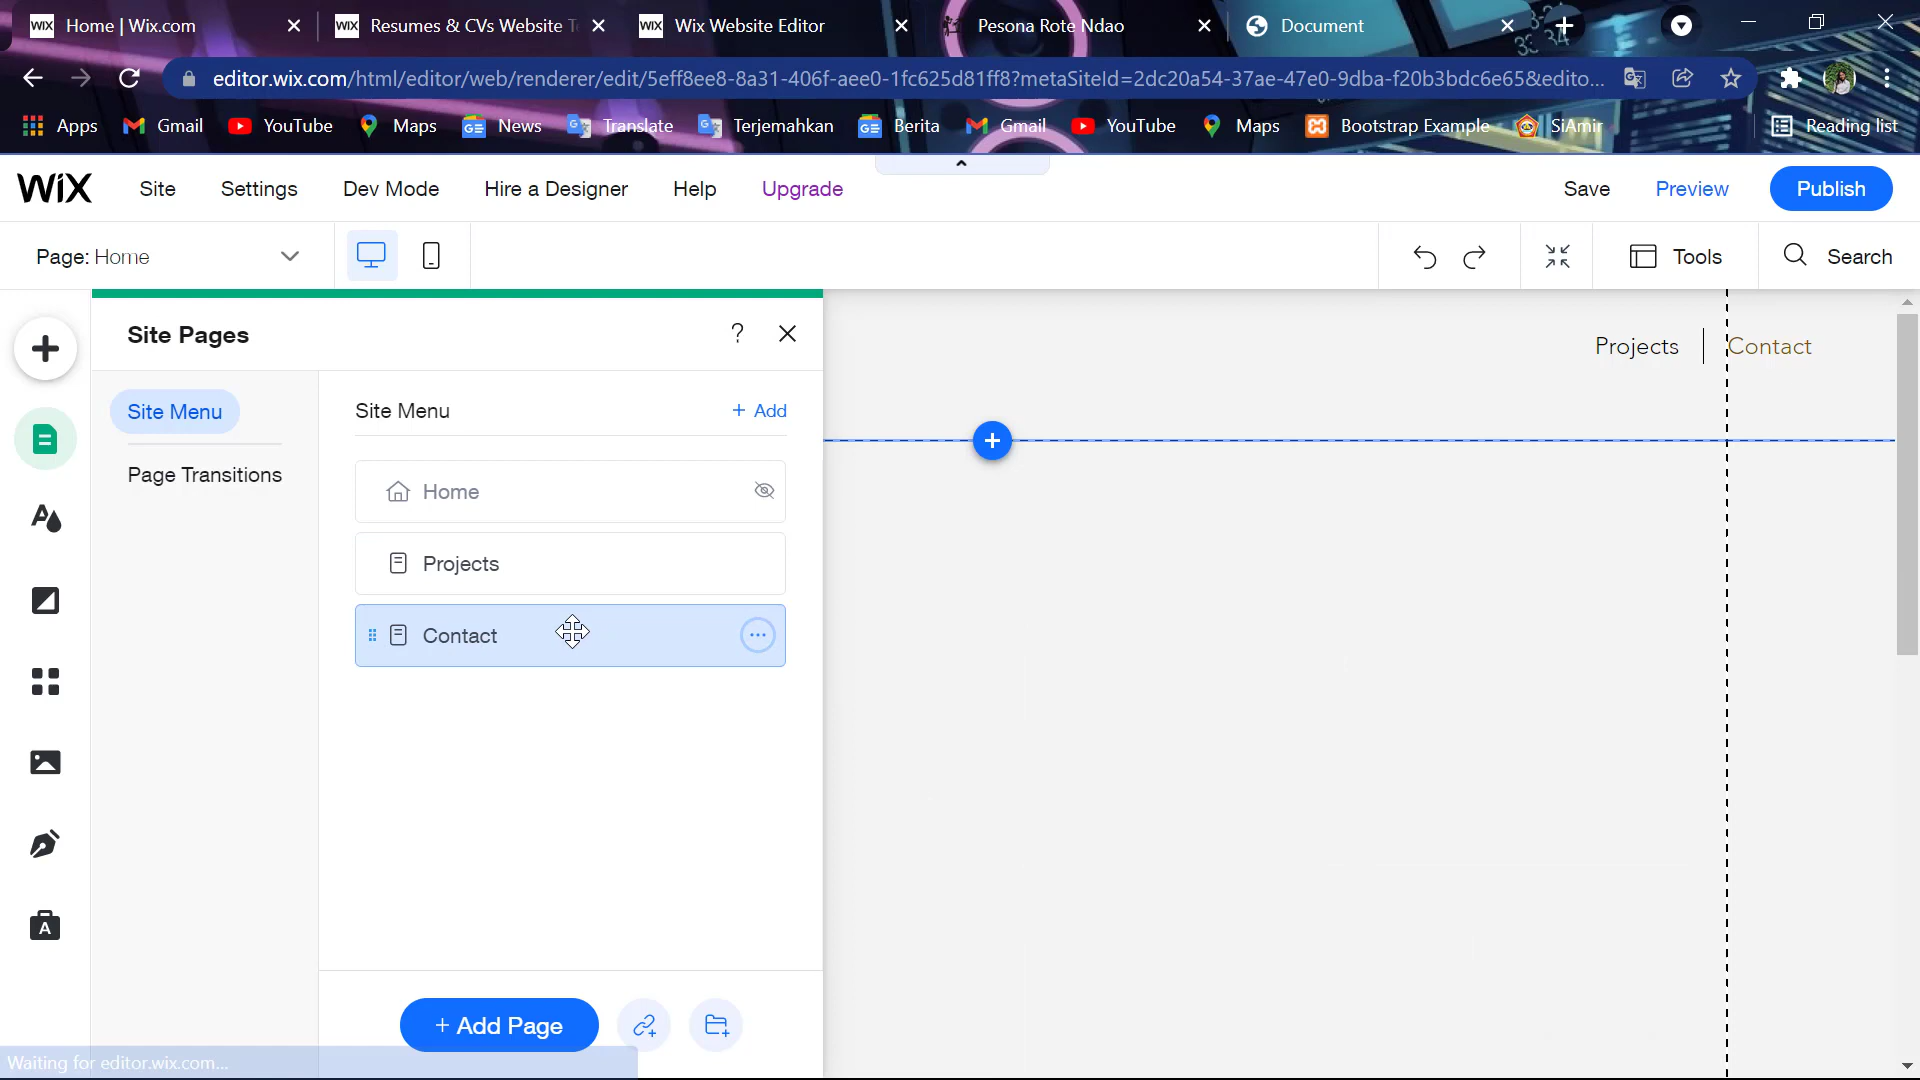 WiX Home | Wix.com
WiX Resumes & CVs Website Te
WiX Wix Website Editor
Pesona Rote Ndao
Document
editor.wix.com/html/editor/web/renderer/edit/5eff8ee8-8a31-406f-aee0-1fc625d81ff8?metaSiteId=2dc20a54-37ae-47e0-9dba-f20b3bdc6e65&edito...
Apps Gmail YouTube Maps News Translate Terjemahkan Berita Gmail YouTube Maps Bootstrap Example SiAmir Reading list
WiX Site Settings Dev Mode Hire a Designer Help Upgrade Save Preview Publish
Page: Home Tools Search
Site Pages ?
Projects Contact
Site Menu
Site Menu + Add
Page Transitions
Home
Projects
Contact
+ Add Page
Waiting for editor.wix.com...